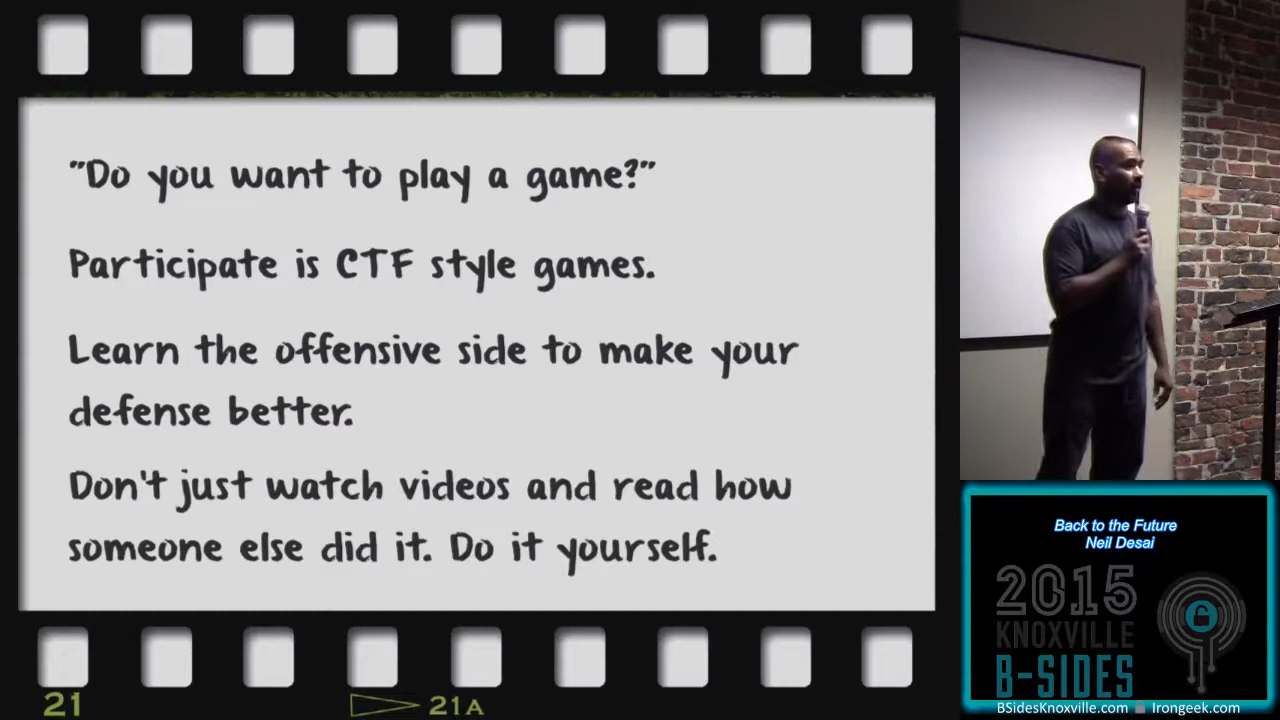 "Do you want to play a game?"
Participate is CTF style games.
Learn the offensive side to make your
defense better.
Don't just watch videos and read how
someone else did it. Do it yourself.
21
21A
Back to the Future
Neil Desai
2015
KNOXVILLE
B-SIDES
BSidesKnoxville.com Irongeek.com